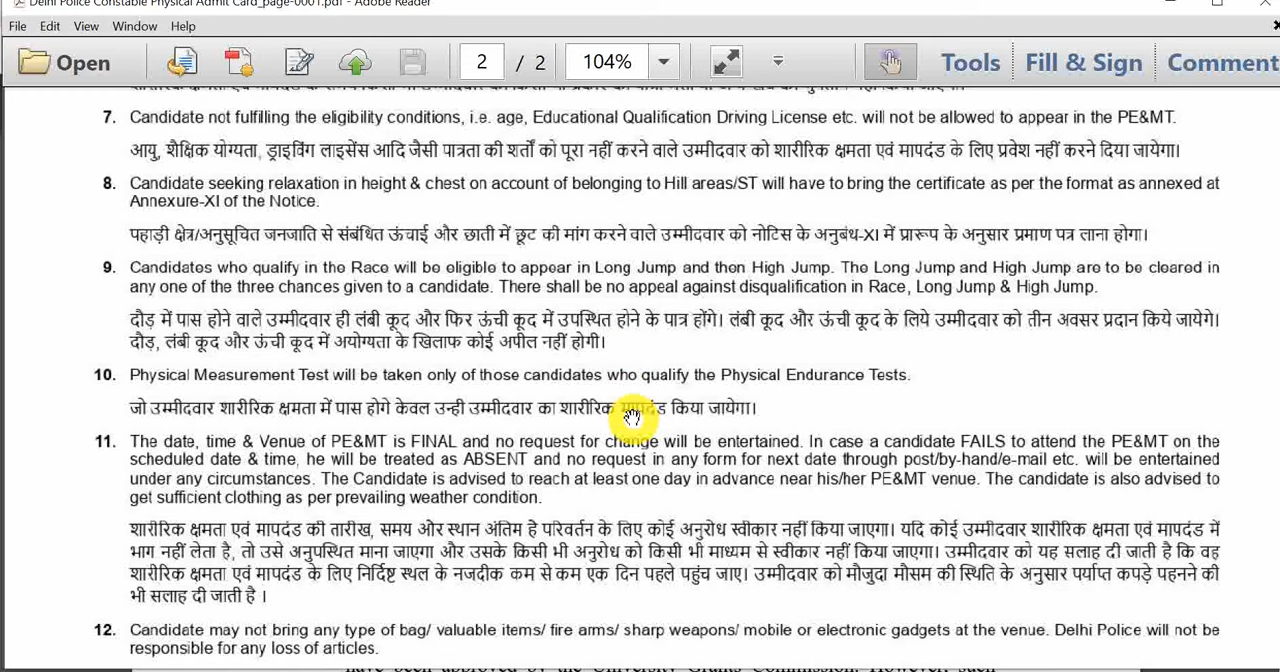 Delhi Police Constable Physical Admit Card_page-0001.pdf - Adobe Reader
File Edit View Window Help
Open 2 / 2 104% Tools Fill & Sign Comment
7. Candidate not fulfilling the eligibility conditions, i.e. age, Educational Qualification Driving License etc. will not be allowed to appear in the PE&MT.
आयु, शैक्षिक योग्यता, ड्राइविंग लाइसेंस आदि जैसी पात्रता की शर्तों को पूरा नहीं करने वाले उम्मीदवार को शारीरिक क्षमता एवं मापदंड के लिए प्रवेश नहीं करने दिया जायेगा।
8. Candidate seeking relaxation in height & chest on account of belonging to Hill areas/ST will have to bring the certificate as per the format as annexed at
Annexure-XI of the Notice.
पहाड़ी क्षेत्र/अनुसूचित जनजाति से संबंधित ऊंचाई और छाती में छूट की मांग करने वाले उम्मीदवार को नोटिस के अनुबंध-XI में प्रारूप के अनुसार प्रमाण पत्र लाना होगा।
9. Candidates who qualify in the Race will be eligible to appear in Long Jump and then High Jump. The Long Jump and High Jump are to be cleared in
any one of the three chances given to a candidate. There shall be no appeal against disqualification in Race, Long Jump & High Jump.
दौड़ में पास होने वाले उम्मीदवार ही लंबी कूद और फिर ऊंची कूद में उपस्थित होने के पात्र होंगे। लंबी कूद और ऊंची कूद के लिये उम्मीदवार को तीन अवसर प्रदान किये जायेगे।
दौड़, लंबी कूद और ऊंची कूद में अयोग्यता के खिलाफ कोई अपील नहीं होगी।
10. Physical Measurement Test will be taken only of those candidates who qualify the Physical Endurance Tests.
जो उम्मीदवार शारीरिक क्षमता में पास होगे केवल उन्ही उम्मीदवार का शारीरिक मापदंड किया जायेगा।
11. The date, time & Venue of PE&MT is FINAL and no request for change will be entertained. In case a candidate FAILS to attend the PE&MT on the
scheduled date & time, he will be treated as ABSENT and no request in any form for next date through post/by-hand/e-mail etc. will be entertained
under any circumstances. The Candidate is advised to reach at least one day in advance near his/her PE&MT venue. The candidate is also advised to
get sufficient clothing as per prevailing weather condition.
शारीरिक क्षमता एवं मापदंड की तारीख, समय ओर स्थान अंतिम है परिवर्तन के लिए कोई अनुरोध स्वीकार नहीं किया जाएगा। यदि कोई उम्मीदवार शारीरिक क्षमता एवं मापदंड में
भाग नहीं लेता है, तो उसे अनुपस्थित माना जाएगा और उसके किसी भी अनुरोध को किसी भी माध्यम से स्वीकार नहीं किया जाएगा। उम्मीदवार को यह सलाह दी जाती है कि वह
शारीरिक क्षमता एवं मापदंड के लिए निर्दिष्ट स्थल के नजदीक कम से कम एक दिन पहले पहुंच जाए। उम्मीदवार को मौजुदा मौसम की स्थिति के अनुसार पर्याप्त कपड़े पहनने की
भी सलाह दी जाती है ।
12. Candidate may not bring any type of bag/ valuable items/ fire arms/ sharp weapons/ mobile or electronic gadgets at the venue. Delhi Police will not be
responsible for any loss of articles.